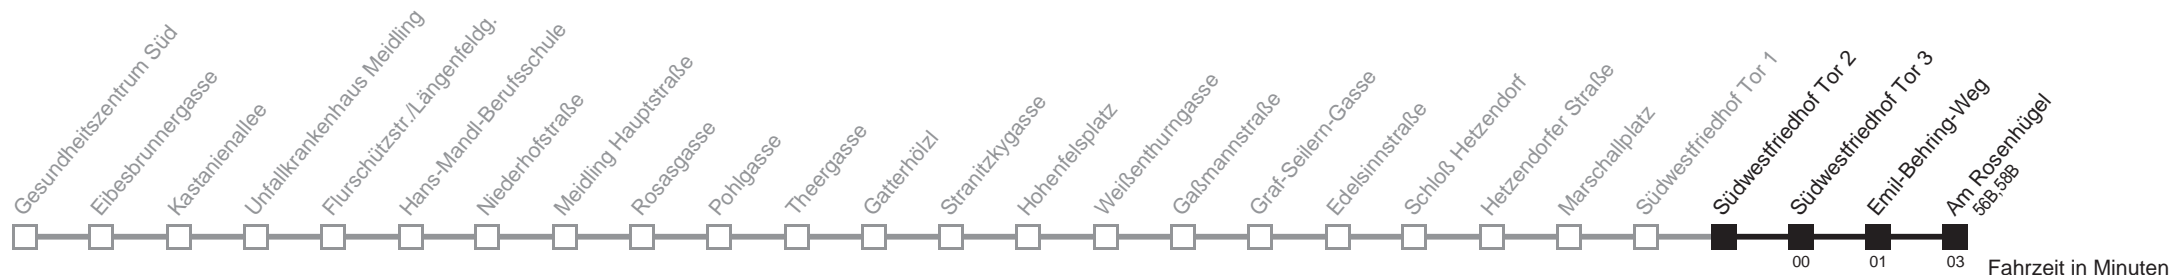 Gesundheitszentrum Süd
Eibesbrunnergasse
Kastanienallee
Unfallkrankenhaus Meidling
Flurschützstr./Längenfeldg.
Hans-Mandl-Berufsschule
Niederhofstraße
Meidling Hauptstraße
Rosasgasse
Pohlgasse
Theergasse
Gatterhölzl
Stranitzkygasse
Hohenfelsplatz
Weißenthurngasse
Gaßmannstraße
Graf-Seilern-Gasse
Edelsinnstraße
Schloß Hetzendorf
Hetzendorfer Straße
Marschallplatz
Südwestfriedhof Tor 1
Südwestfriedhof Tor 2
Südwestfriedhof Tor 3
Emil-Behring-Weg
Am Rosenhügel
56B,58B
00
01
03
Fahrzeit in Minuten